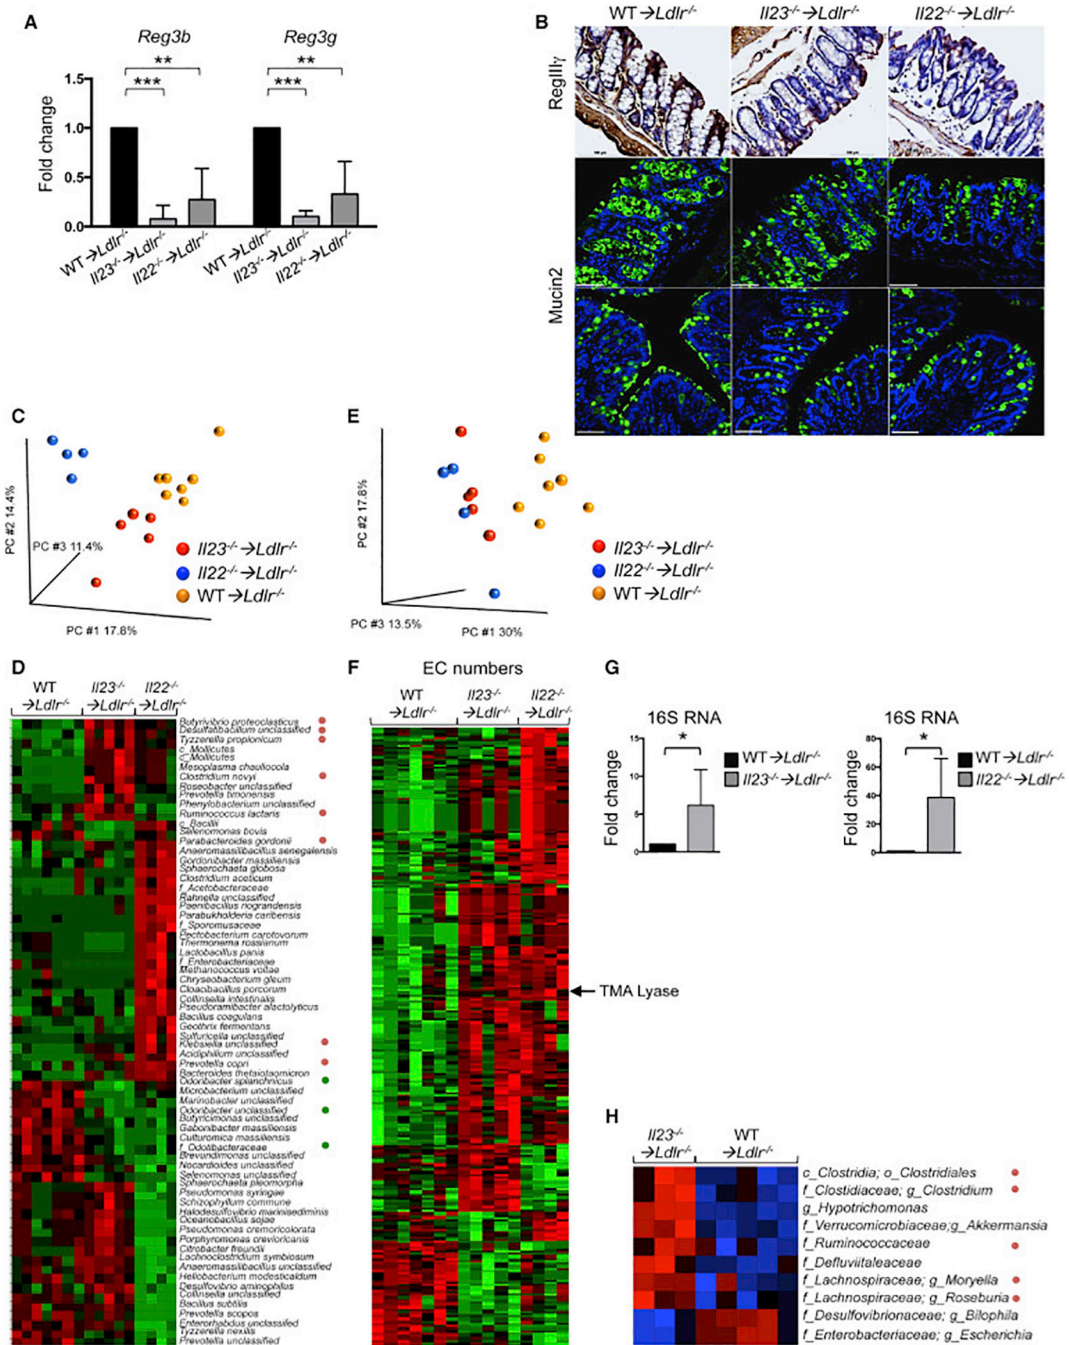 A
Reg3b
Reg3g
**
**
***
***
1.5
1.0
0.5
0.0
Fold change
WT→Ldlr-/-
Il23-/-→Ldlr-/-
Il22-/-→Ldlr-/-
WT→Ldlr-/-
Il23-/-→Ldlr-/-
Il22-/-→Ldlr-/-
B
WT→Ldlr-/-
Il23-/-→Ldlr-/-
Il22-/-→Ldlr-/-
RegIIIγ
Mucin2
C
PC #2 14.4%
PC #3 11.4%
PC #1 17.8%
Il23-/-→Ldlr-/-
Il22-/-→Ldlr-/-
WT→Ldlr-/-
E
PC #2 17.8%
PC #3 13.5%
PC #1 30%
Il23-/-→Ldlr-/-
Il22-/-→Ldlr-/-
WT→Ldlr-/-
D
WT
→Ldlr-/-
Il23-/-
→Ldlr-/-
Il22-/-
→Ldlr-/-
Butyrivibrio proteoclasticus
Desulfatibacillum unclassified
Tyzzerella propionicum
c_Mollicutes
c_Mollicutes
Mesoplasma chauliocola
Clostridium novyi
Roseobacter unclassified
Prevotella timonensis
Phenylobacterium unclassified
Ruminococcus lactaris
c_Bacilli
Selenomonas bovis
Parabacteroides gordonii
Anaeromassilibacillus senegalensis
Gordonibacter massiliensis
Sphaerochaeta globosa
Clostridium aceticum
f_Acetobacteraceae
Rahnella unclassified
Paenibacillus riograndensis
Parabukholderia caribensis
f_Sporomusaceae
Pectobacterium carotovorum
Thermonema rossianum
Lactobacillus pania
f_Enterobacteriaceae
Methanococcus voltae
Chryseobacterium gleum
Cloacibacillus porcorum
Collinsella intestinalis
Pseudoramibacter alactolyticus
Bacillus coagulans
Geothrix fermentans
Sulfuricella unclassified
Klebsiella unclassified
Acidiphilium unclassified
Prevotella copri
Bacteroides thetaiotaomicron
Odoribacter splanchnicus
Microbacterium unclassified
Marinobacter unclassified
Odoribacter unclassified
Butyricimonas unclassified
Gabonibacter massiliensis
Culturomica massiliensis
f_Odotibacteraceae
Brevundimonas unclassified
Nocardioides unclassified
Selenomonas unclassified
Sphaerochaeta pleomorpha
Pseudomonas syringae
Schizophyllum commune
Halodesulfovibrio marinisediminis
Oceanobacillus sojae
Pseudomonas cremoricolorata
Porphyromonas crevioricanis
Citrobacter freundii
Lachnoclostridium symbiosum
Anaeromassilibacillus unclassified
Heliobacterium modesticaldum
Desulfovibrio aminophilus
Collinsella unclassified
Bacillus subtilis
Prevotella scopos
Enterorhabdus unclassifed
Tyzzerella nexilis
Prevotella unclassified
F
EC numbers
WT
→Ldlr-/-
Il23-/-
→Ldlr-/-
Il22-/-
→Ldlr-/-
TMA Lyase
G
16S RNA
*
15
10
5
0
Fold change
WT→Ldlr-/-
Il23-/-→Ldlr-/-
16S RNA
*
80
60
40
20
0
Fold change
WT→Ldlr-/-
Il22-/-→Ldlr-/-
H
Il23-/-
→Ldlr-/-
WT
→Ldlr-/-
c_Clostridia; o_Clostridiales
f_Clostidiaceae; g_Clostridium
g_Hypotrichomonas
f_Verrucomicrobiaceae;g_Akkermansia
f_Ruminococcaceae
f_Defluviitaleaceae
f_Lachnospiraceae; g_Moryella
f_Lachnospiraceae; g_Roseburia
f_Desulfovibrionaceae; g_Bilophila
f_Enterobacteriaceae; g_Escherichia